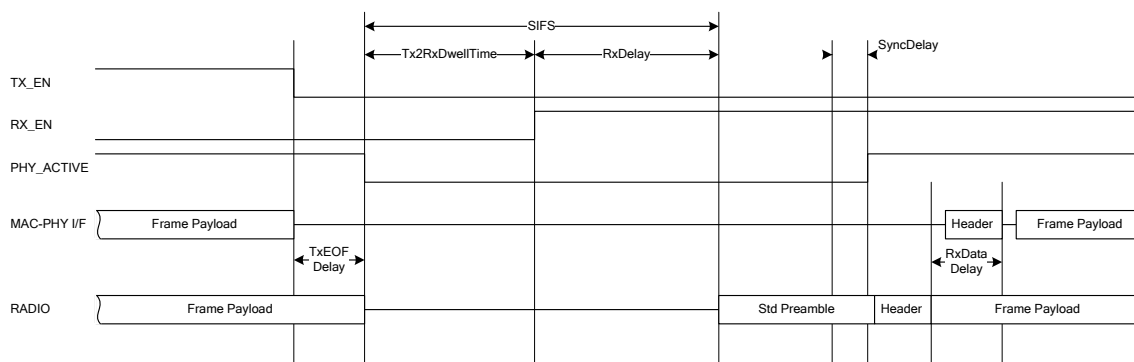 SIFS
Tx2RxDwellTime
RxDelay
SyncDelay
TX_EN
RX_EN
PHY_ACTIVE
MAC-PHY I/F
Frame Payload
Header
Frame Payload
TxEOF
Delay
RxData
Delay
RADIO
Frame Payload
Std Preamble
Header
Frame Payload